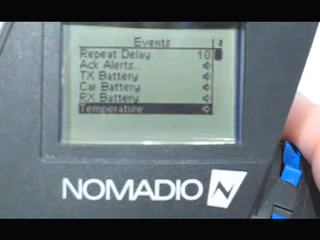 Events
Repeat Delay 10
Ack Alerts...
TX Battery
Car Battery
RX Battery
Temperature
NOMADIO